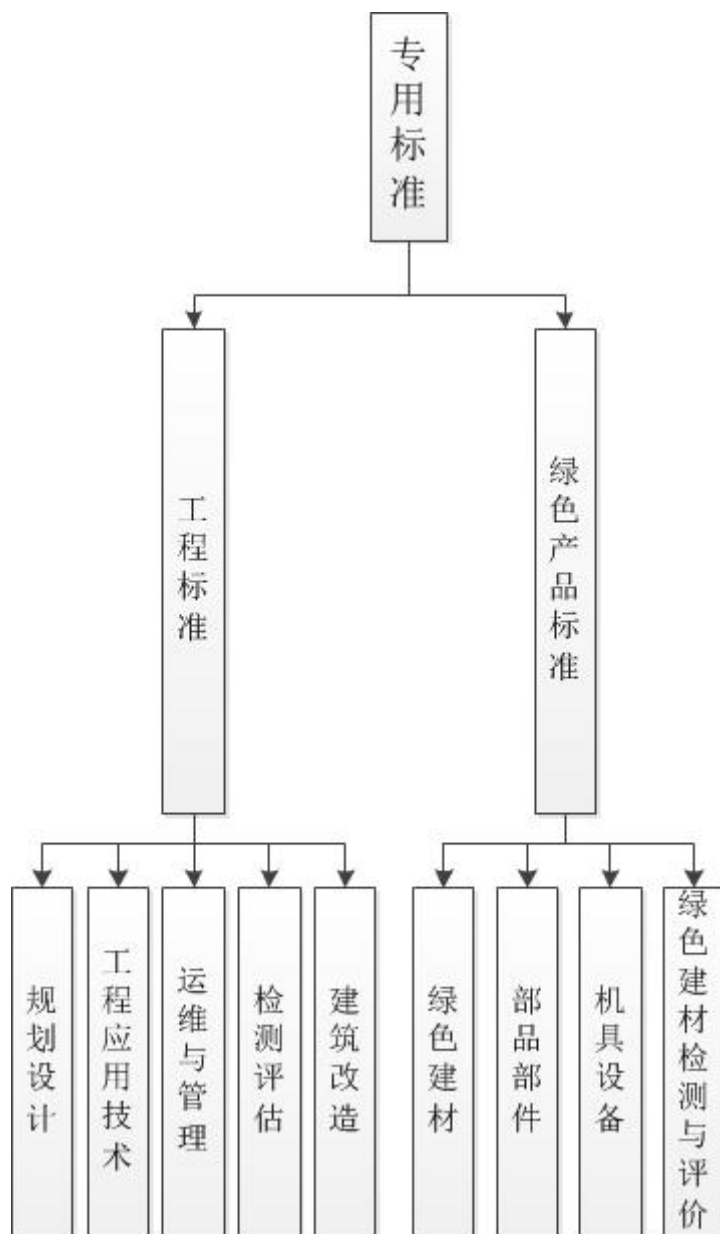 专用标准
工程标准
绿色产品标准
规划设计
工程应用技术
运维与管理
检测评估
建筑改造
绿色建材
部品部件
机具设备
绿色建材检测与评价